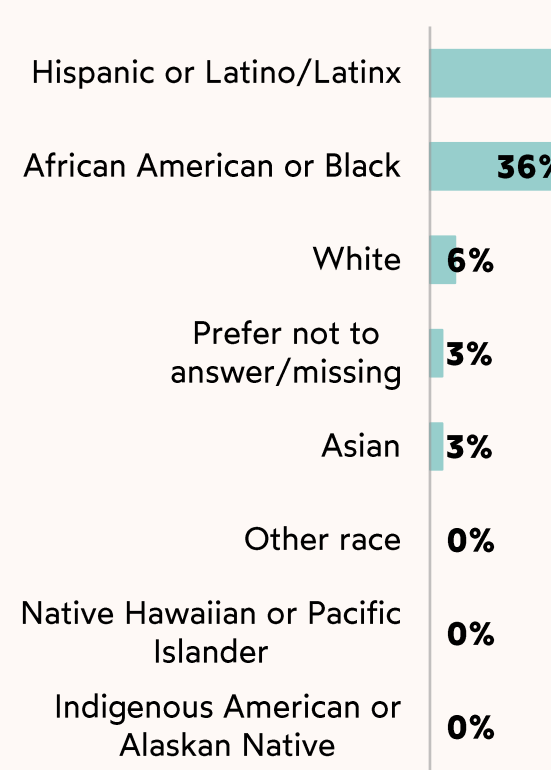 Hispanic or Latino/Latinx
African American or Black 36%
White 6%
Prefer not to
answer/missing 3%
Asian 3%
Other race 0%
Native Hawaiian or Pacific
Islander 0%
Indigenous American or
Alaskan Native 0%